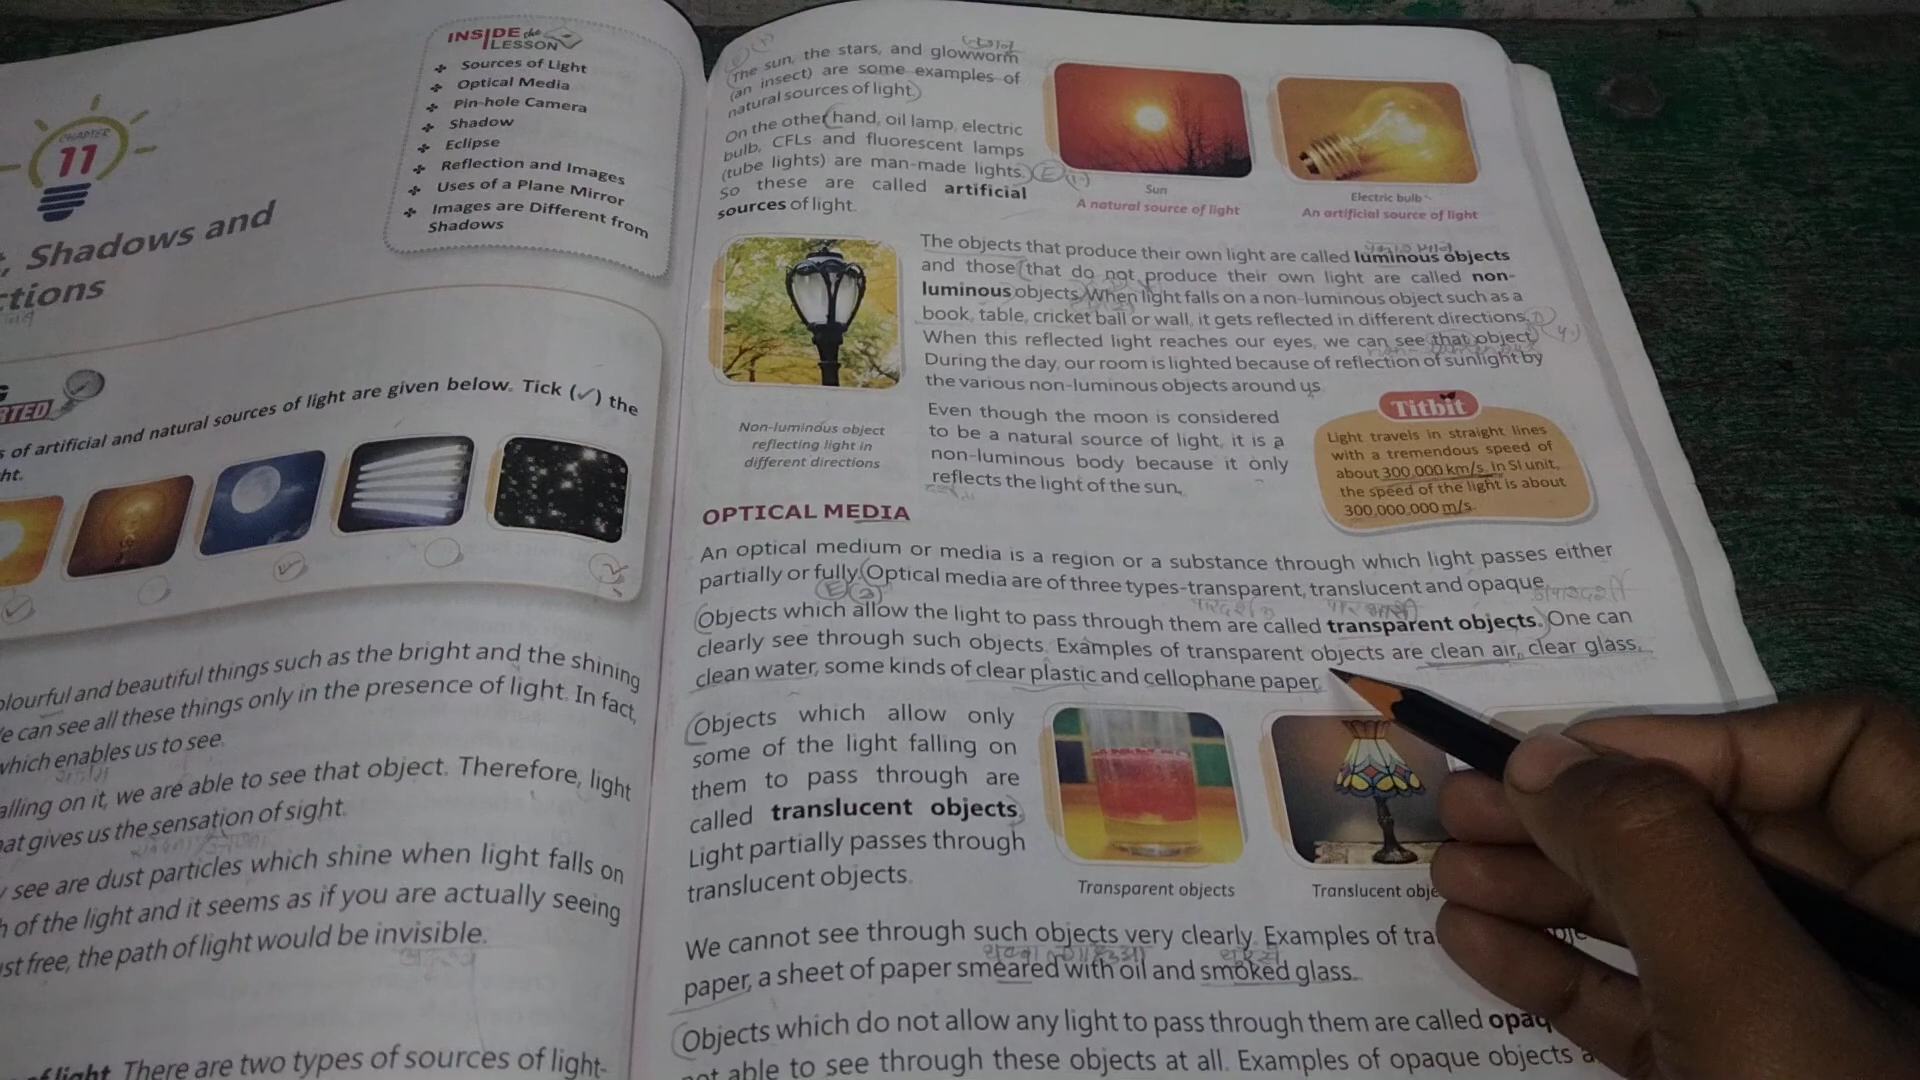 INSIDE the
LESSON
Sources of Light
Optical Media
Pin-hole Camera
Shadow
Eclipse
Reflection and Images
Uses of a Plane Mirror
Images are Different from
Shadows
CHAPTER
11
, Shadows and
ctions
RTED
s of artificial and natural sources of light are given below. Tick (✓) the
ht.
olourful and beautiful things such as the bright and the shining
e can see all these things only in the presence of light. In fact,
which enables us to see.
alling on it, we are able to see that object. Therefore, light
hat gives us the sensation of sight.
y see are dust particles which shine when light falls on
h of the light and it seems as if you are actually seeing
ust free, the path of light would be invisible.
of light. There are two types of sources of light-
The sun, the stars, and glowworm
(an insect) are some examples of
natural sources of light.
On the other hand, oil lamp, electric
bulb, CFLs and fluorescent lamps
(tube lights) are man-made lights.
So these are called artificial
sources of light.
Sun
A natural source of light
Electric bulb
An artificial source of light
The objects that produce their own light are called luminous objects
and those that do not produce their own light are called non-
luminous objects. When light falls on a non-luminous object such as a
book, table, cricket ball or wall, it gets reflected in different directions.
When this reflected light reaches our eyes, we can see that object.
During the day, our room is lighted because of reflection of sunlight by
the various non-luminous objects around us.
Non-luminous object
reflecting light in
different directions
Even though the moon is considered
to be a natural source of light, it is a
non-luminous body because it only
reflects the light of the sun.
Titbit
Light travels in straight lines
with a tremendous speed of
about 300,000 km/s. In SI unit,
the speed of the light is about
300,000,000 m/s.
OPTICAL MEDIA
An optical medium or media is a region or a substance through which light passes either
partially or fully. Optical media are of three types-transparent, translucent and opaque.
Objects which allow the light to pass through them are called transparent objects. One can
clearly see through such objects. Examples of transparent objects are clean air, clear glass,
clean water, some kinds of clear plastic and cellophane paper.
Objects which allow only
some of the light falling on
them to pass through are
called translucent objects.
Light partially passes through
translucent objects.
Transparent objects
Translucent obje
We cannot see through such objects very clearly. Examples of tra
paper, a sheet of paper smeared with oil and smoked glass.
Objects which do not allow any light to pass through them are called opaq
not able to see through these objects at all. Examples of opaque objects a